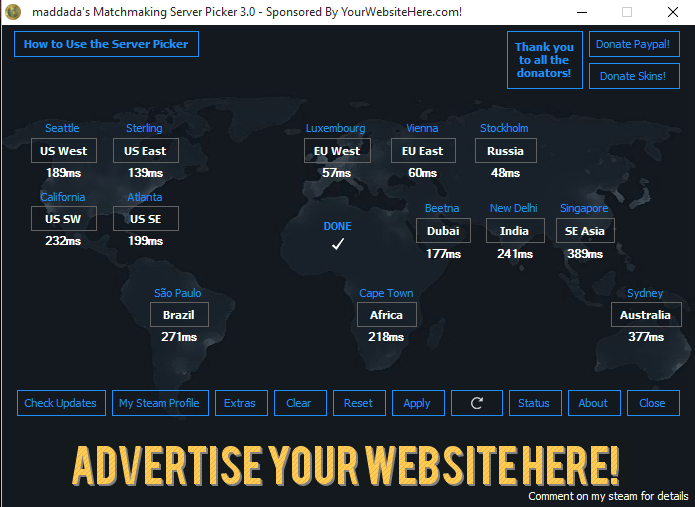 maddada's Matchmaking Server Picker 3.0 - Sponsored By YourWebsiteHere.com!
How to Use the Server Picker
Thank you
to all the
donators!
Donate Paypal!
Donate Skins!
Seattle
US West
189ms
Sterling
US East
139ms
Luxembourg
EU West
57ms
Vienna
EU East
60ms
Stockholm
Russia
48ms
California
US SW
232ms
Atlanta
US SE
199ms
DONE
Beetna
Dubai
177ms
New Delhi
India
241ms
Singapore
SE Asia
389ms
São Paulo
Brazil
271ms
Cape Town
Africa
218ms
Sydney
Australia
377ms
Check Updates
My Steam Profile
Extras
Clear
Reset
Apply
Status
About
Close
ADVERTISE YOUR WEBSITE HERE!
Comment on my steam for details